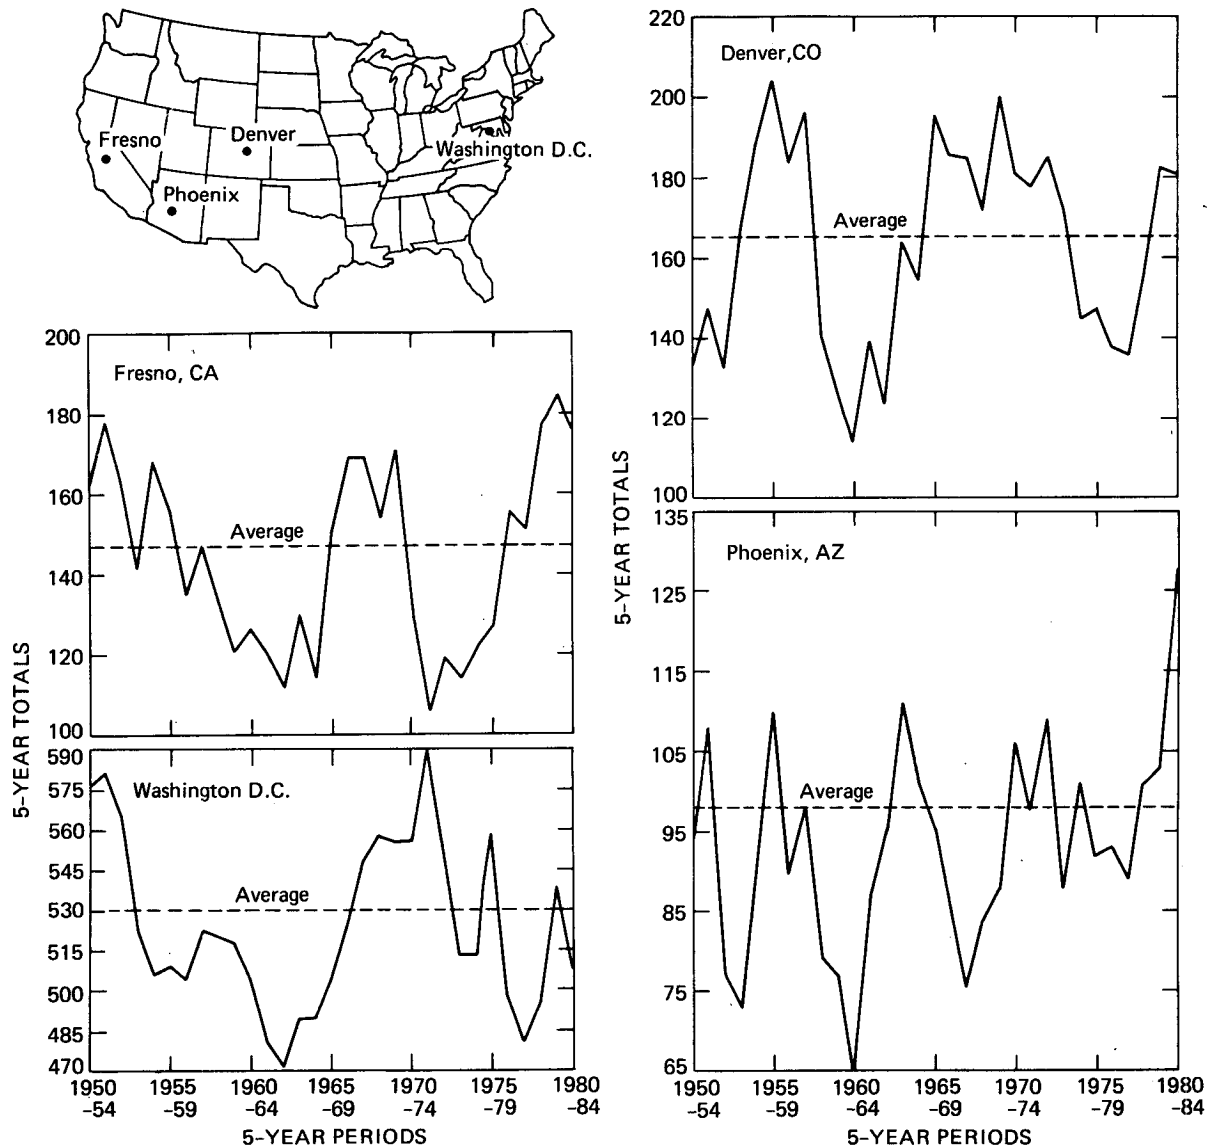 Fresno
Denver
Washington D.C.
Phoenix
Fresno, CA
200
180
160
140
120
100
Average
Washington D.C.
590
575
560
545
530
515
500
485
470
Average
5-YEAR TOTALS
1950 1955 1960 1965 1970 1975 1980
-54 -59 -64 -69 -74 -79 -84
5-YEAR PERIODS
Denver,CO
220
200
180
160
140
120
100
Average
Phoenix, AZ
135
125
115
105
95
85
75
65
Average
5-YEAR TOTALS
1950 1955 1960 1965 1970 1975 1980
-54 -59 -64 -69 -74 -79 -84
5-YEAR PERIODS